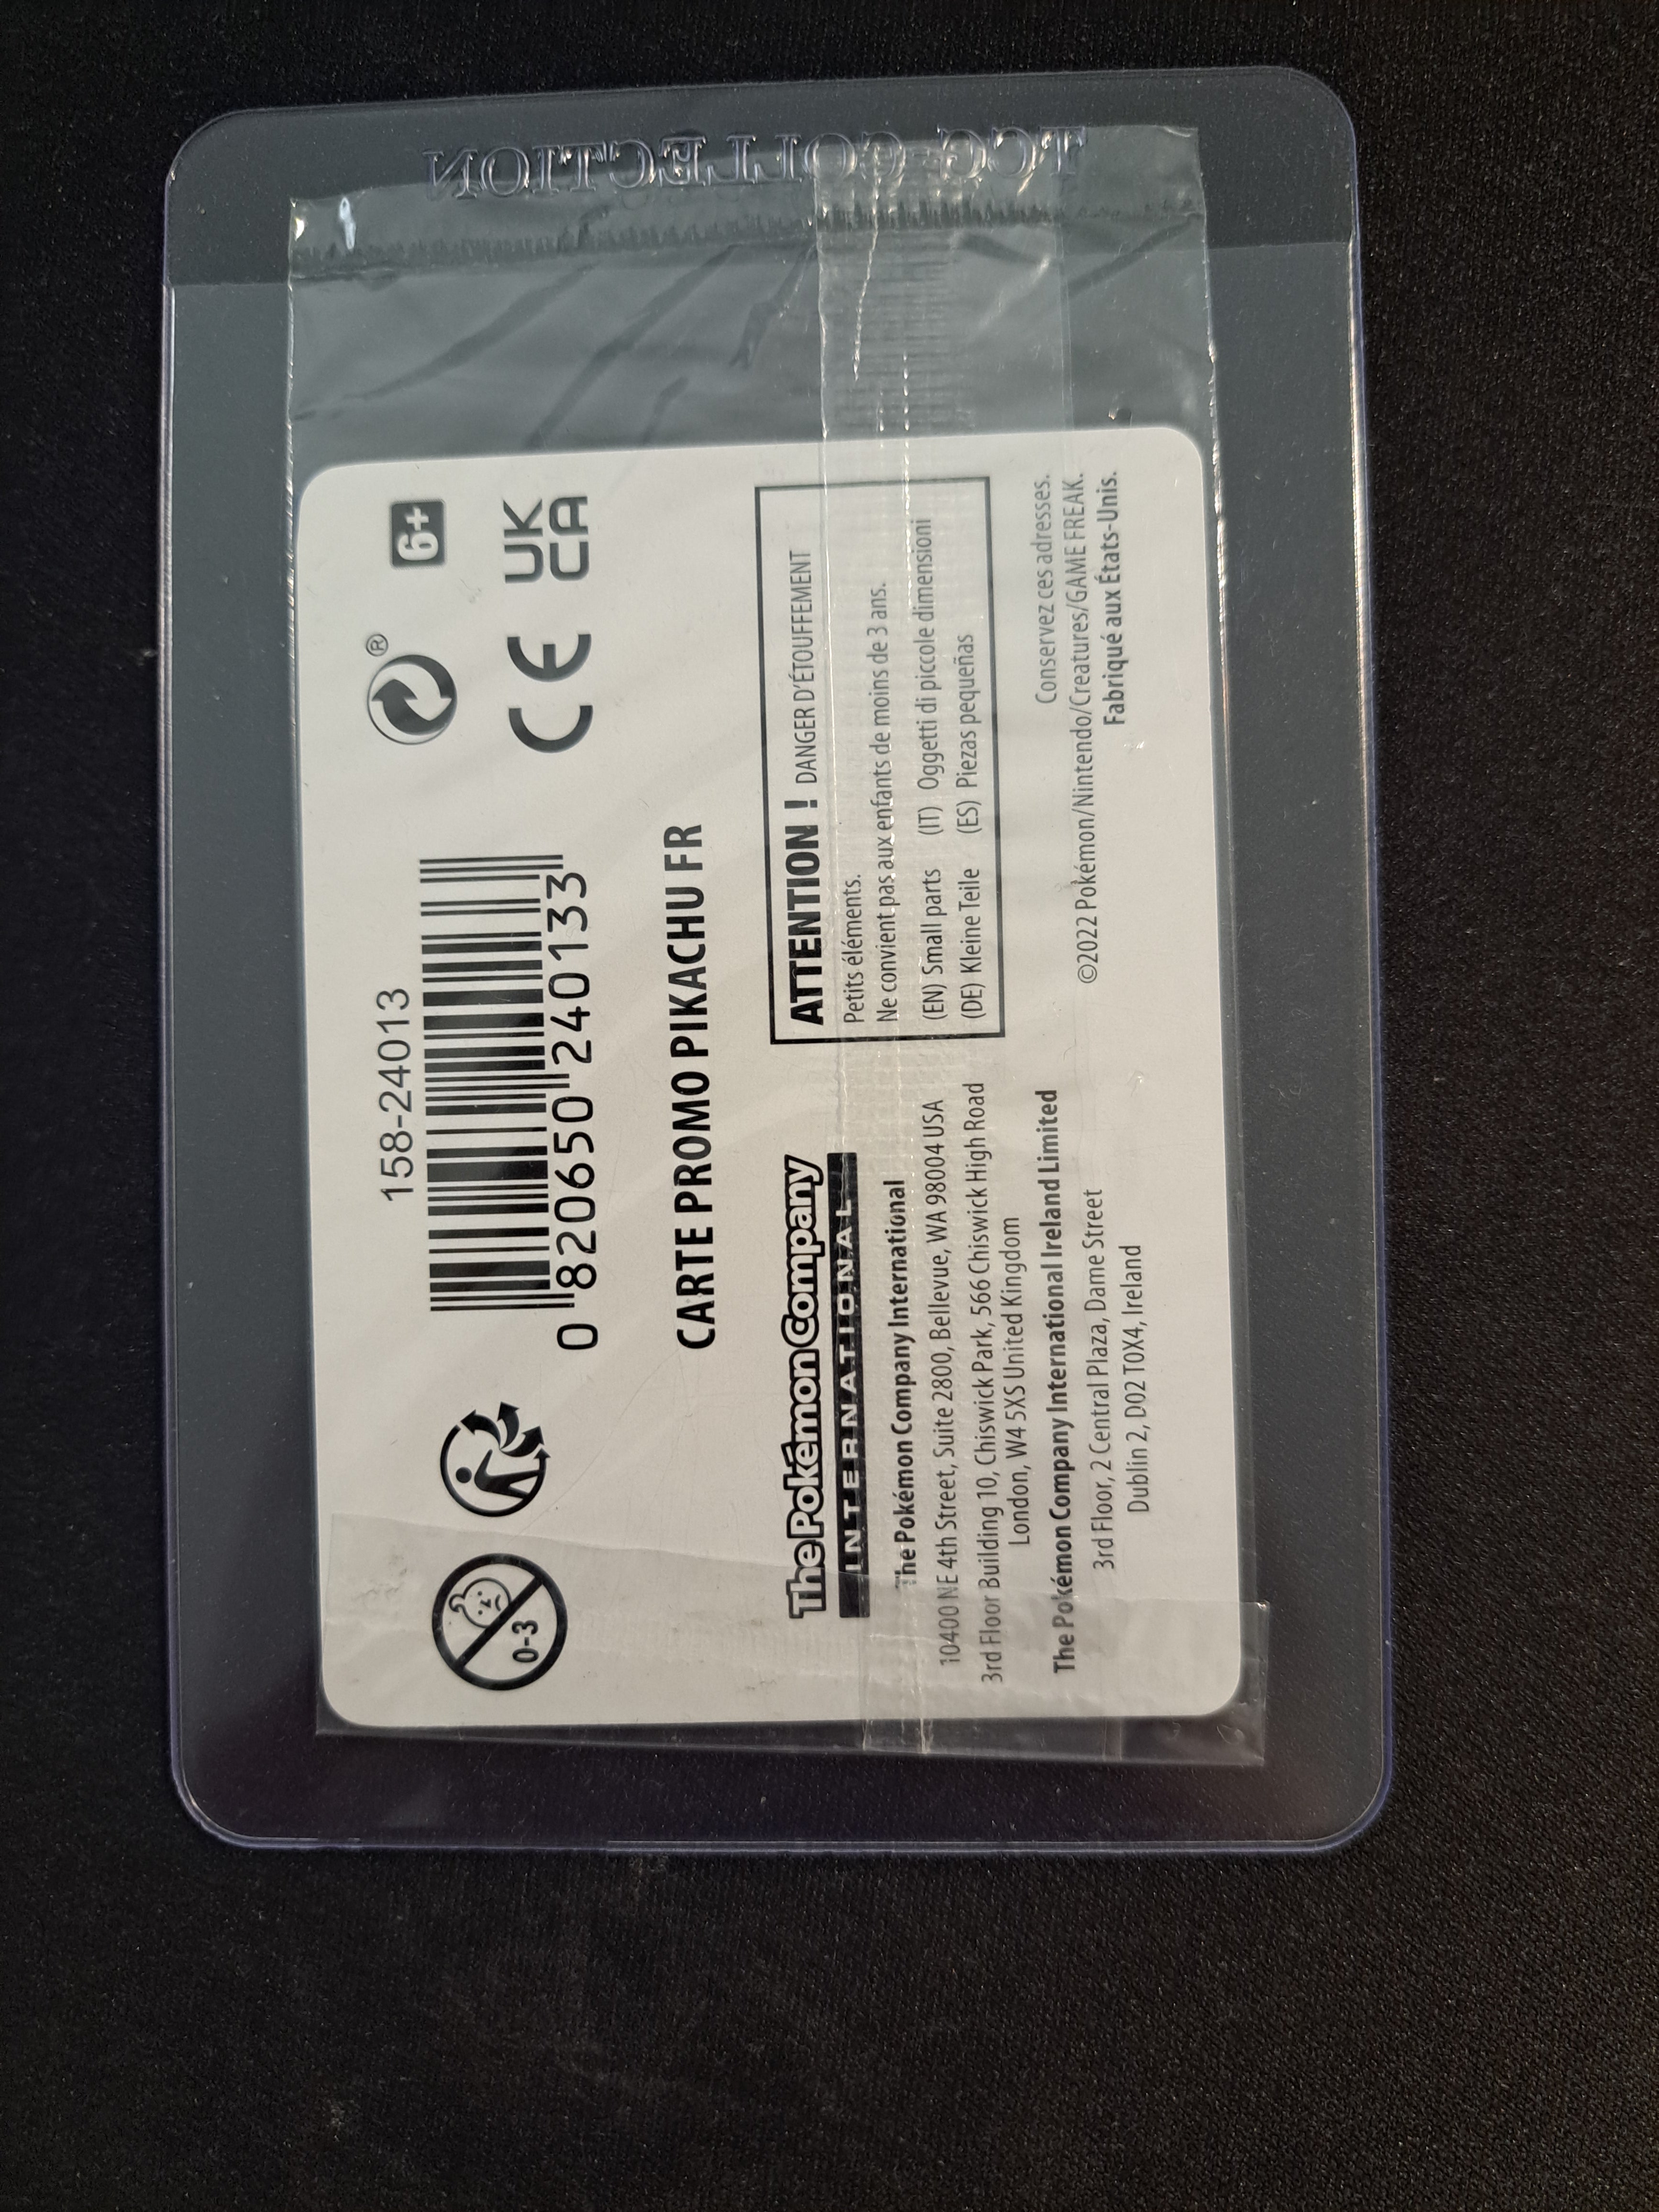 TCG COLLECTION
6+
®
CE
UK
CA
158-24013
0 820650 240133
0-3
CARTE PROMO PIKACHU FR
The Pokémon Company
INTERNATIONAL
The Pokémon Company International
10400 NE 4th Street, Suite 2800, Bellevue, WA 98004 USA
3rd Floor Building 10, Chiswick Park, 566 Chiswick High Road
London, W4 5XS United Kingdom
The Pokémon Company International Ireland Limited
3rd Floor, 2 Central Plaza, Dame Street
Dublin 2, D02 T0X4, Ireland
ATTENTION ! DANGER D'ÉTOUFFEMENT
Petits éléments.
Ne convient pas aux enfants de moins de 3 ans.
(EN) Small parts (IT) Oggetti di piccole dimensioni
(DE) Kleine Teile (ES) Piezas pequeñas
Conservez ces adresses.
©2022 Pokémon/Nintendo/Creatures/GAME FREAK.
Fabriqué aux États-Unis.